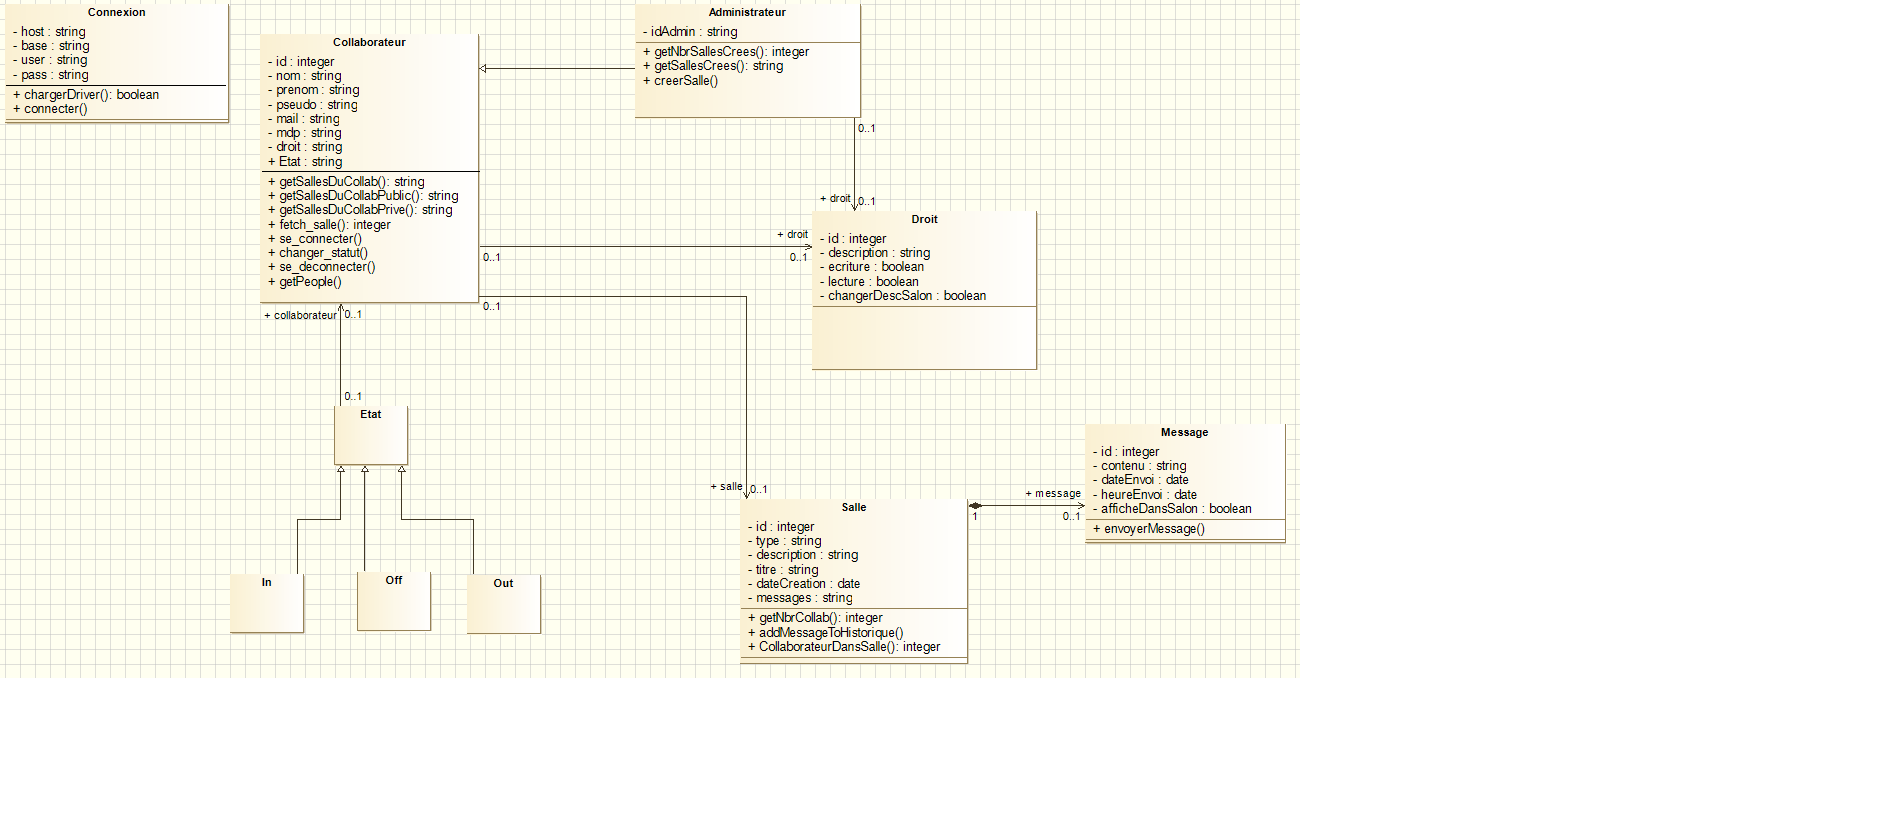 Connexion
- host : string
- base : string
- user : string
- pass : string
+ chargerDriver(): boolean
+ connecter()
Collaborateur
- id : integer
- nom : string
- prenom : string
- pseudo : string
- mail : string
- mdp : string
- droit : string
+ Etat : string
+ getSallesDuCollab(): string
+ getSallesDuCollabPublic(): string
+ getSallesDuCollabPrive(): string
+ fetch_salle(): integer
+ se_connecter()
+ changer_statut()
+ se_deconnecter()
+ getPeople()
Administrateur
- idAdmin : string
+ getNbrSallesCrees(): integer
+ getSallesCrees(): string
+ creerSalle()
0..1
+ droit
0..1
Droit
- id : integer
- description : string
- ecriture : boolean
- lecture : boolean
- changerDescSalon : boolean
+ droit
0..1
0..1
0..1
+ collaborateur
0..1
0..1
Etat
In
Off
Out
+ salle
0..1
Salle
- id : integer
- type : string
- description : string
- titre : string
- dateCreation : date
- messages : string
+ getNbrCollab(): integer
+ addMessageToHistorique()
+ CollaborateurDansSalle(): integer
1
+ message
0..1
Message
- id : integer
- contenu : string
- dateEnvoi : date
- heureEnvoi : date
- afficheDansSalon : boolean
+ envoyerMessage()